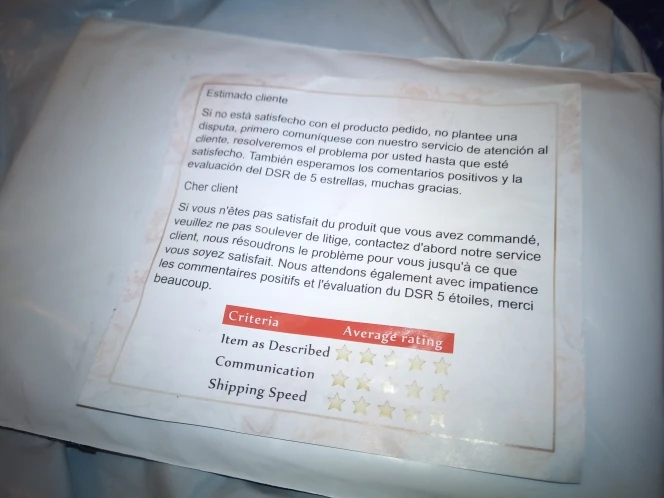 Estimado cliente
Si no está satisfecho con el producto pedido, no plantee una
disputa, primero comuníquese con nuestro servicio de atención al
cliente, resolveremos el problema por usted hasta que esté
satisfecho. También esperamos los comentarios positivos y la
evaluación del DSR de 5 estrellas, muchas gracias.
Cher client
Si vous n'êtes pas satisfait du produit que vous avez commandé,
veuillez ne pas soulever de litige, contactez d'abord notre service
client, nous résoudrons le problème pour vous jusqu'à ce que
vous soyez satisfait. Nous attendons également avec impatience
les commentaires positifs et l'évaluation du DSR 5 étoiles, merci
beaucoup.
Criteria Average rating
Item as Described
Communication
Shipping Speed